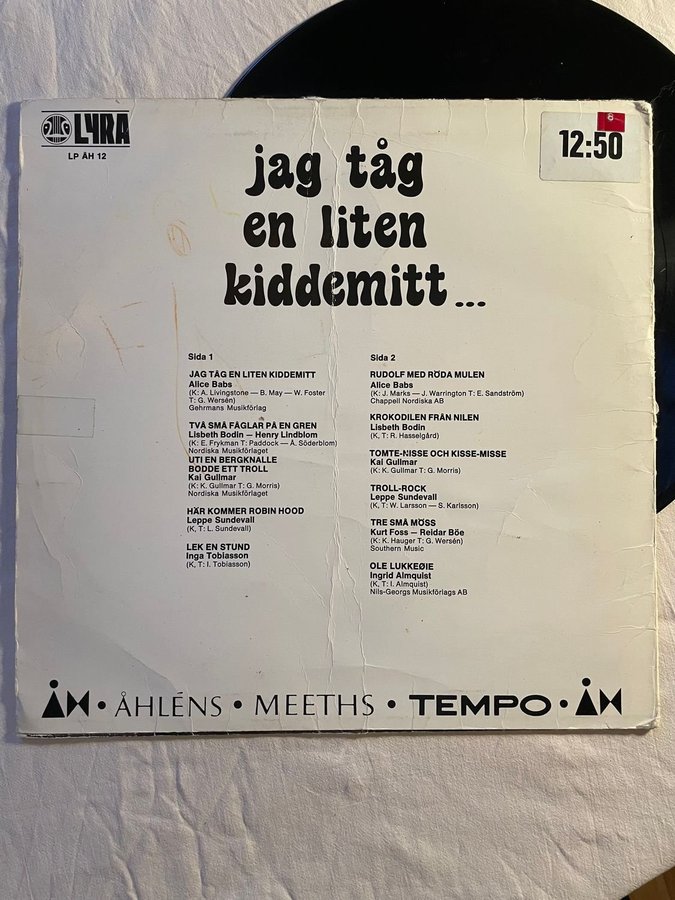 LYRA
LP ÅH 12
6
12:50
jag tåg
en liten
kiddemitt...
Sida 1
JAG TÅG EN LITEN KIDDEMITT
Alice Babs
(K: A. Livingstone — B. May — W. Foster
T: G. Wersén)
Gehrmans Musikförlag
TVÅ SMÅ FÅGLAR PÅ EN GREN
Lisbeth Bodin — Henry Lindblom
(K: E. Frykman T: Paddock — Å. Söderblom)
Nordiska Musikförlaget
UTI EN BERGKNALLE
BODDE ETT TROLL
Kai Gullmar
(K: K. Gullmar T: G. Morris)
Nordiska Musikförlaget
HÄR KOMMER ROBIN HOOD
Leppe Sundevall
(K, T: L. Sundevall)
LEK EN STUND
Inga Tobiasson
(K, T: I. Tobiasson)
Sida 2
RUDOLF MED RÖDA MULEN
Alice Babs
(K: J. Marks — J. Warrington T: E. Sandström)
Chappell Nordiska AB
KROKODILEN FRÅN NILEN
Lisbeth Bodin
(K, T: R. Hasselgård)
TOMTE-NISSE OCH KISSE-MISSE
Kai Gullmar
(K: K. Gullmar T: G. Morris)
TROLL-ROCK
Leppe Sundevall
(K, T: W. Larsson — S. Karlsson)
TRE SMÅ MÖSS
Kurt Foss — Reidar Böe
(K: K. Hauger T: G. Wersén)
Southern Music
OLE LUKKEØIE
Ingrid Almquist
(K, T: I. Almquist)
Nils-Georgs Musikförlags AB
ÅH • ÅHLÉNS • MEETHS • TEMPO • ÅH